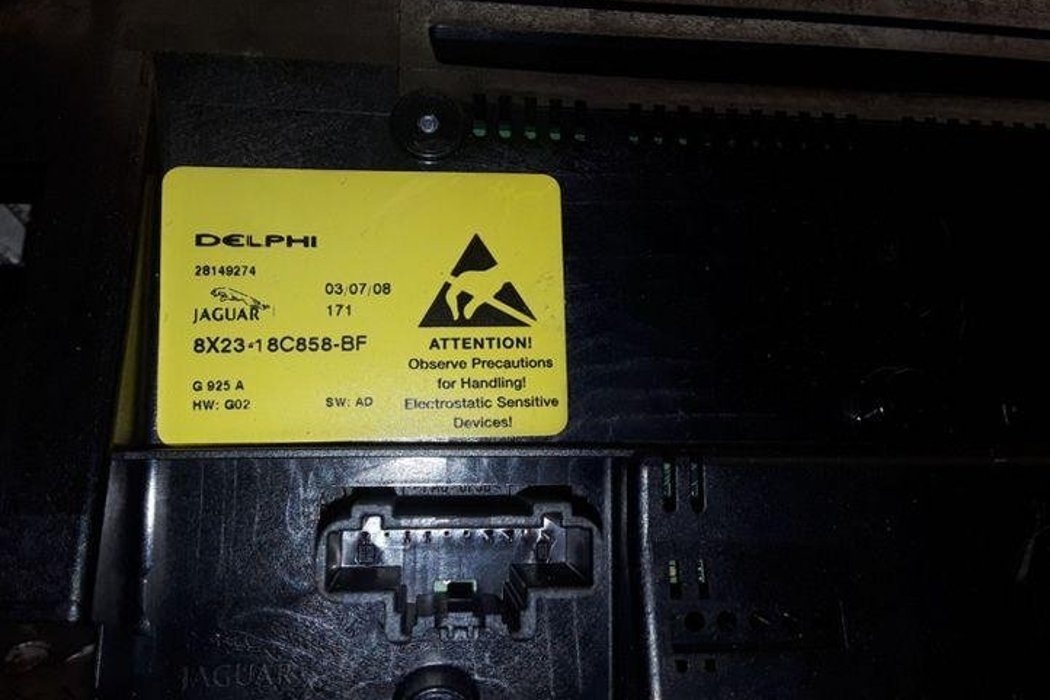 DELPHI
28149274
JAGUAR
03/07/08
171
8X23-18C858-BF
G 925 A
HW: G02
SW: AD
ATTENTION!
Observe Precautions
for Handling!
Electrostatic Sensitive
Devices!
JAGUAR